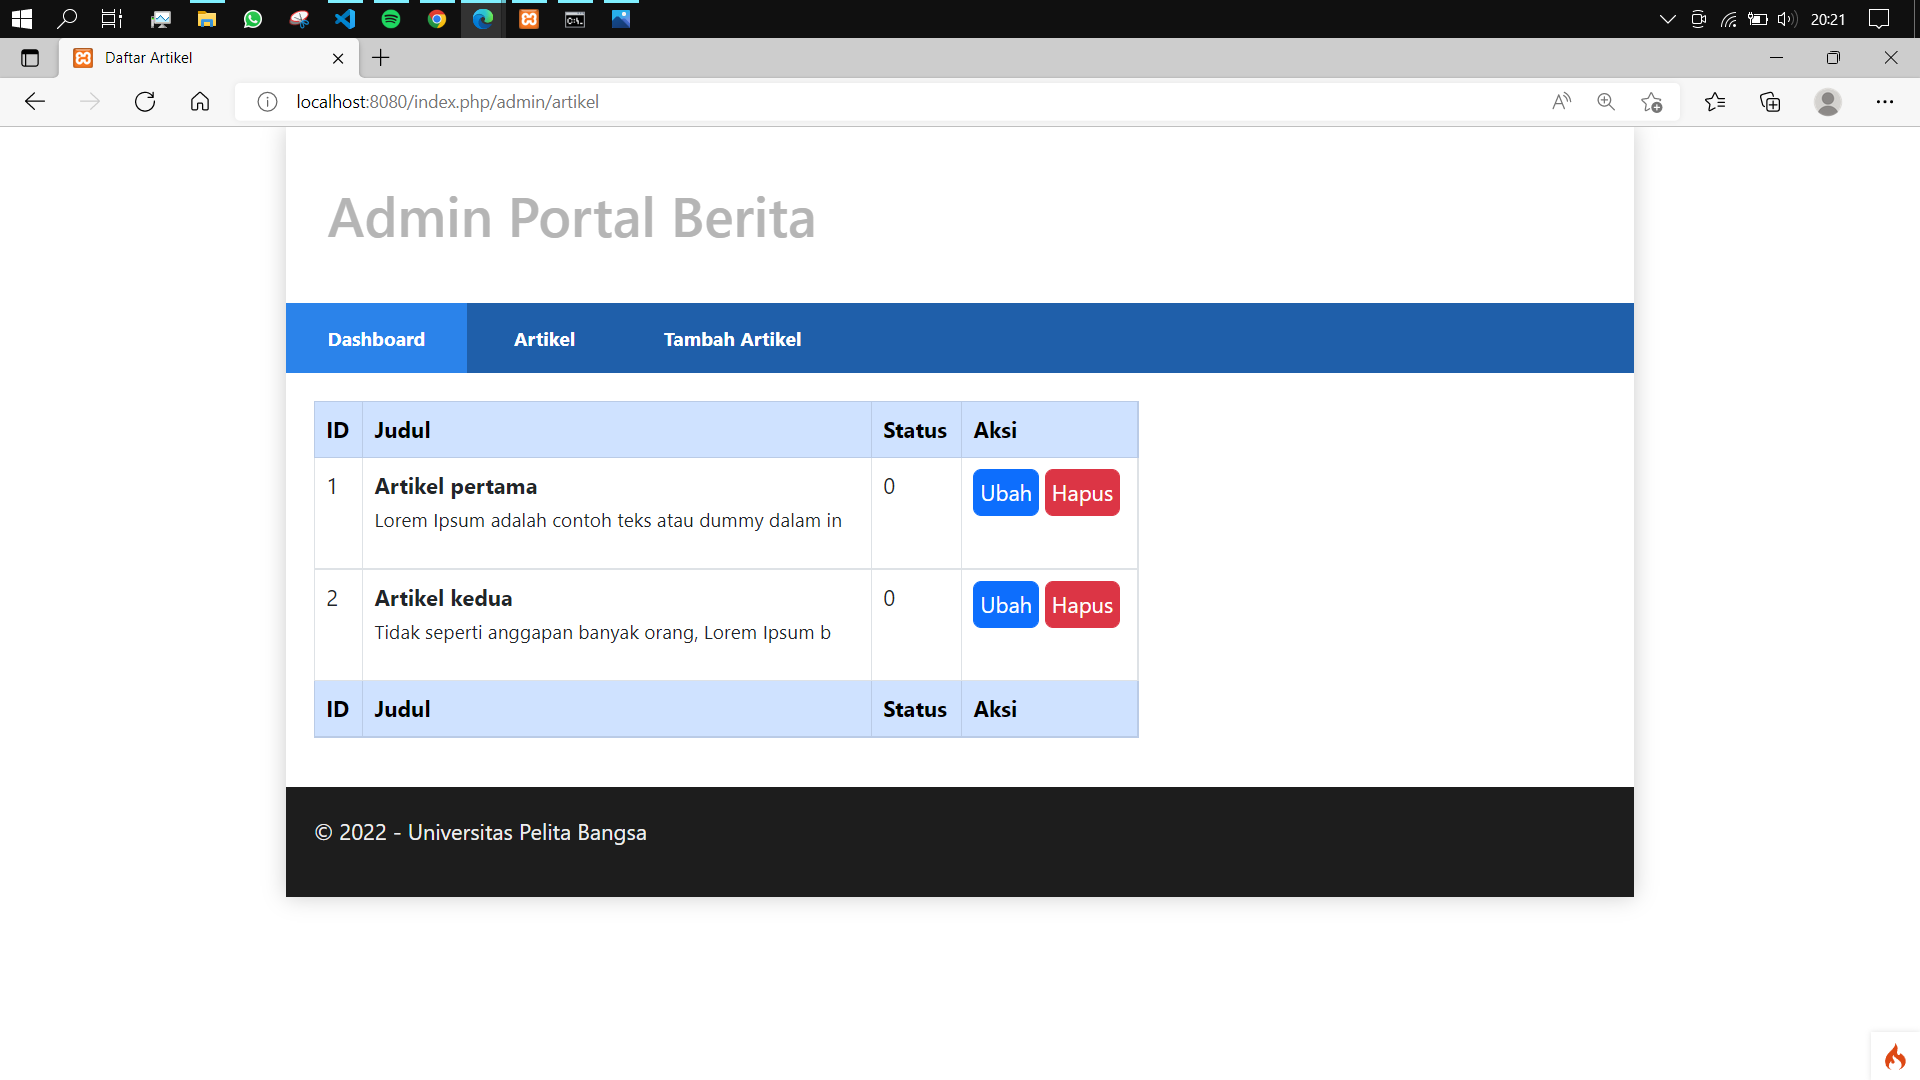 20:21
Daftar Artikel
localhost:8080/index.php/admin/artikel
Admin Portal Berita
Dashboard Artikel Tambah Artikel
ID Judul Status Aksi
1 Artikel pertama 0 Ubah Hapus
Lorem Ipsum adalah contoh teks atau dummy dalam in
2 Artikel kedua 0 Ubah Hapus
Tidak seperti anggapan banyak orang, Lorem Ipsum b
ID Judul Status Aksi
© 2022 - Universitas Pelita Bangsa